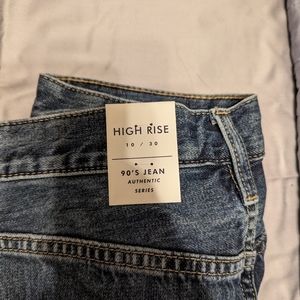 HIGH RISE
10 / 30
90'S JEAN
AUTHENTIC
SERIES